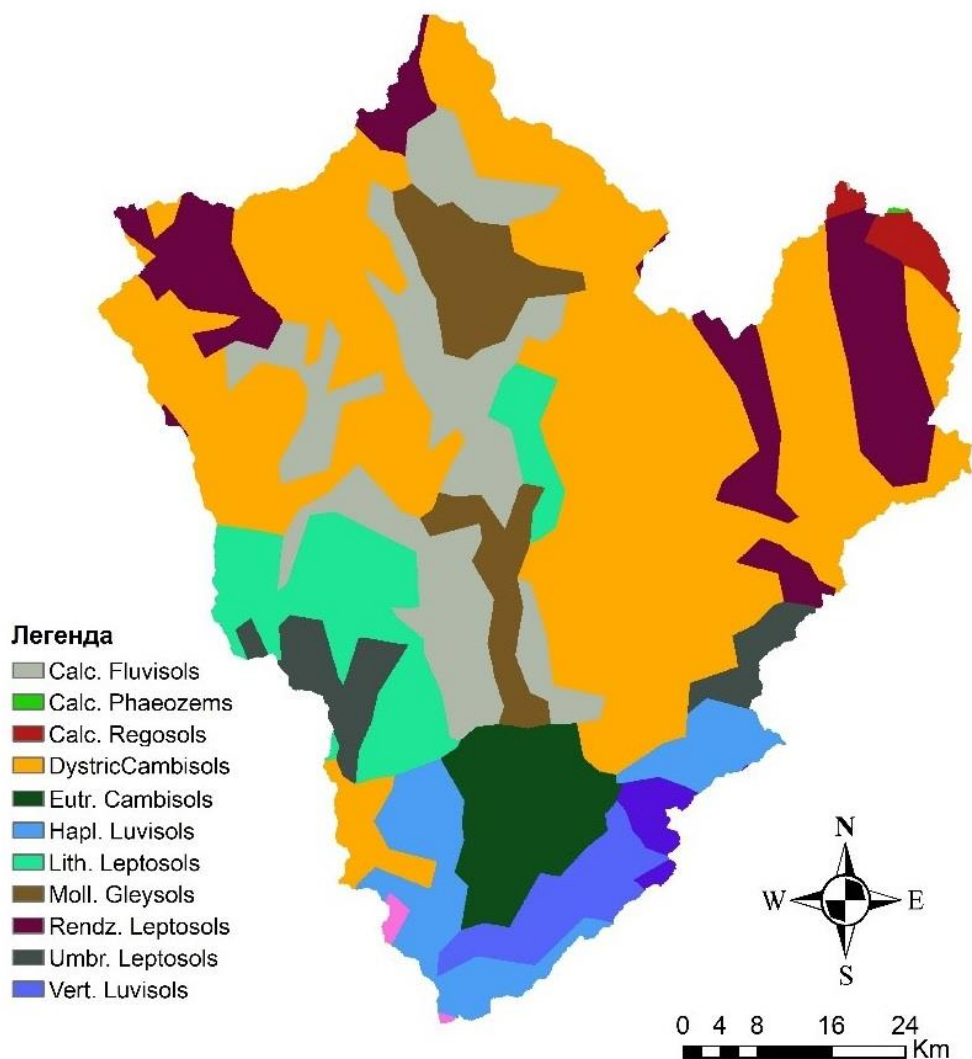 Легенда
Calc. Fluvisols
Calc. Phaeozems
Calc. Regosols
DystricCambisols
Eutr. Cambisols
Hapl. Luvisols
Lith. Leptosols
Moll. Gleysols
Rendz. Leptosols
Umbr. Leptosols
Vert. Luvisols
N
W E
S
0 4 8 16 24
Km